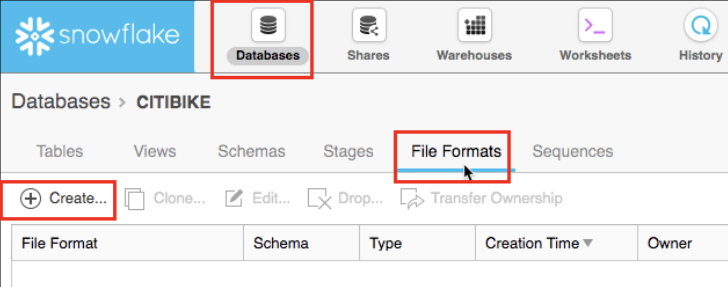 snowflake
Databases Shares Warehouses Worksheets History
Databases > CITIBIKE
Tables Views Schemas Stages File Formats Sequences
Create... Clone... Edit... Drop... Transfer Ownership
File Format Schema Type Creation Time ▼ Owner